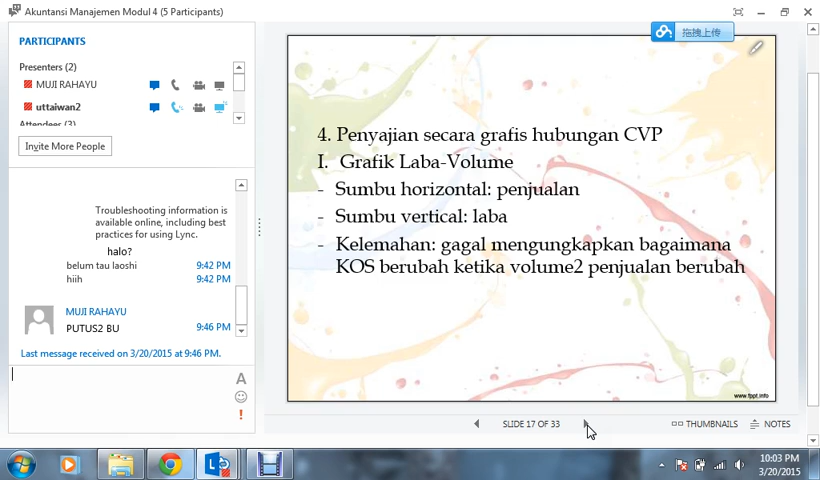 Akuntansi Manajemen Modul 4 (5 Participants)
PARTICIPANTS
Presenters (2)
MUJI RAHAYU
uttaiwan2
Attendee (3)
Invite More People
Troubleshooting information is
available online, including best
practices for using Lync.
halo?
belum tau laoshi 9:42 PM
hiih 9:42 PM
MUJI RAHAYU
PUTUS2 BU 9:46 PM
Last message received on 3/20/2015 at 9:46 PM.
A
!
拖拽上传
4. Penyajian secara grafis hubungan CVP
I. Grafik Laba-Volume
- Sumbu horizontal: penjualan
- Sumbu vertical: laba
- Kelemahan: gagal mengungkapkan bagaimana
KOS berubah ketika volume2 penjualan berubah
www.fppt.info
SLIDE 17 OF 33
THUMBNAILS
NOTES
10:03 PM
3/20/2015